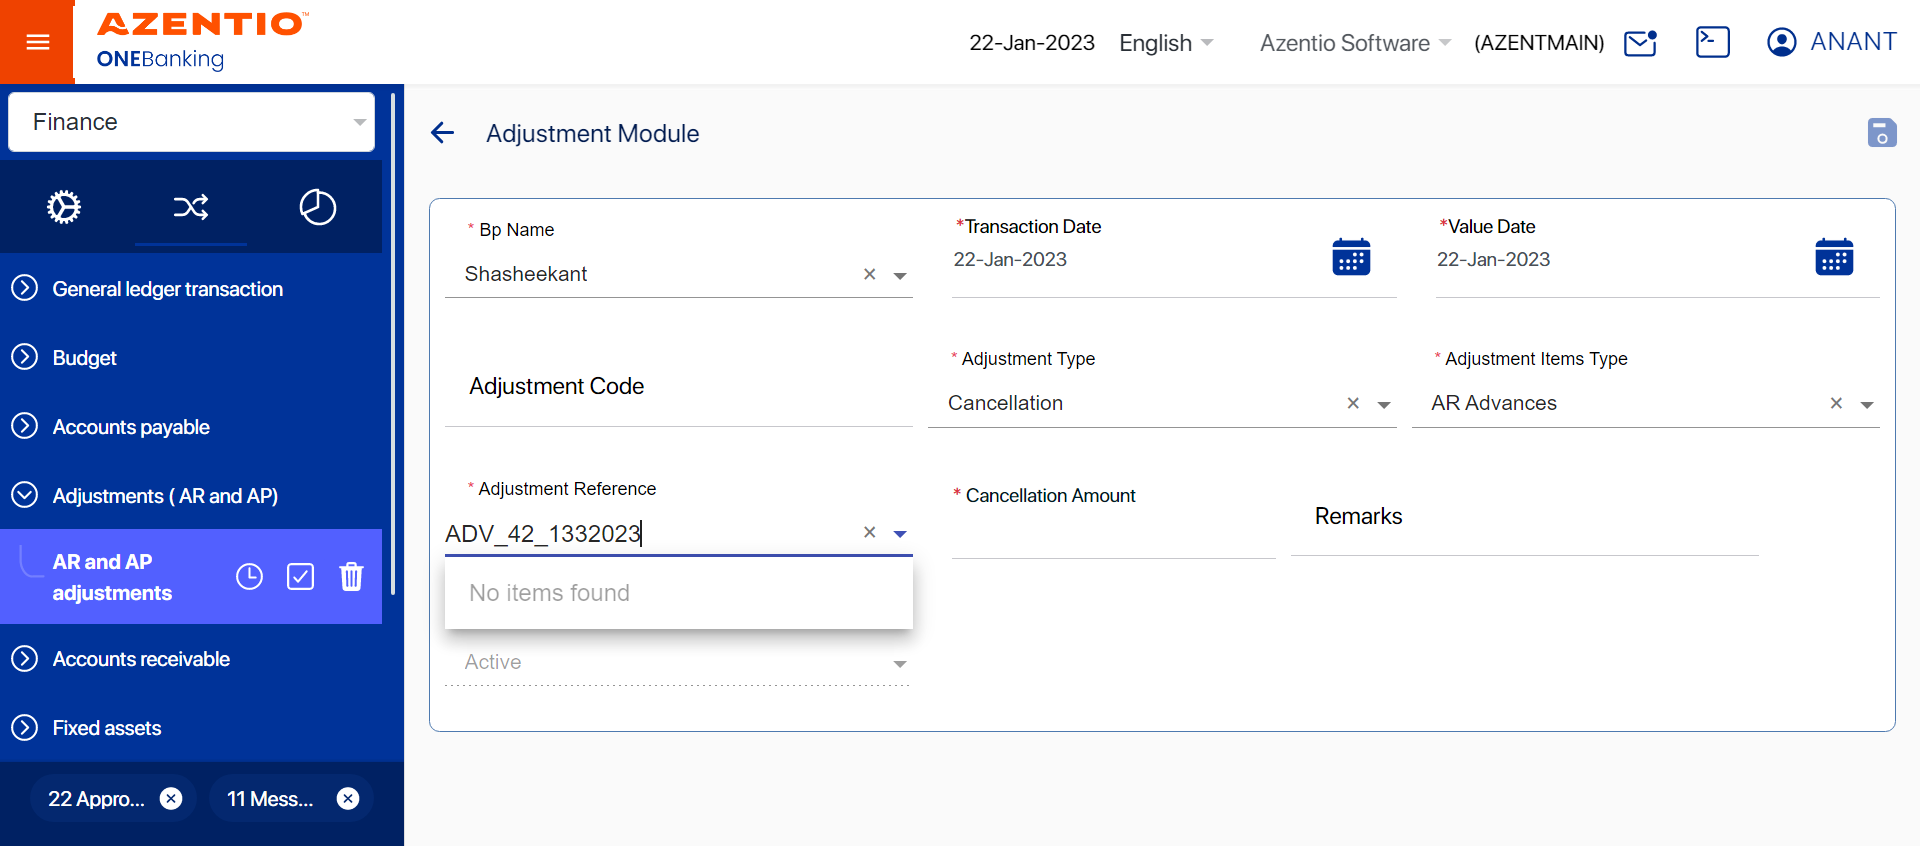 AZENTIO™
ONEBanking
22-Jan-2023 English Azentio Software (AZENTMAIN) ANANT
Finance
General ledger transaction
Budget
Accounts payable
Adjustments ( AR and AP)
AR and AP
adjustments
Accounts receivable
Fixed assets
22 Appro...
11 Mess...
Adjustment Module
* Bp Name
Shasheekant
*Transaction Date
22-Jan-2023
*Value Date
22-Jan-2023
Adjustment Code
* Adjustment Type
Cancellation
* Adjustment Items Type
AR Advances
* Adjustment Reference
ADV_42_1332023
No items found
* Cancellation Amount
Remarks
Active